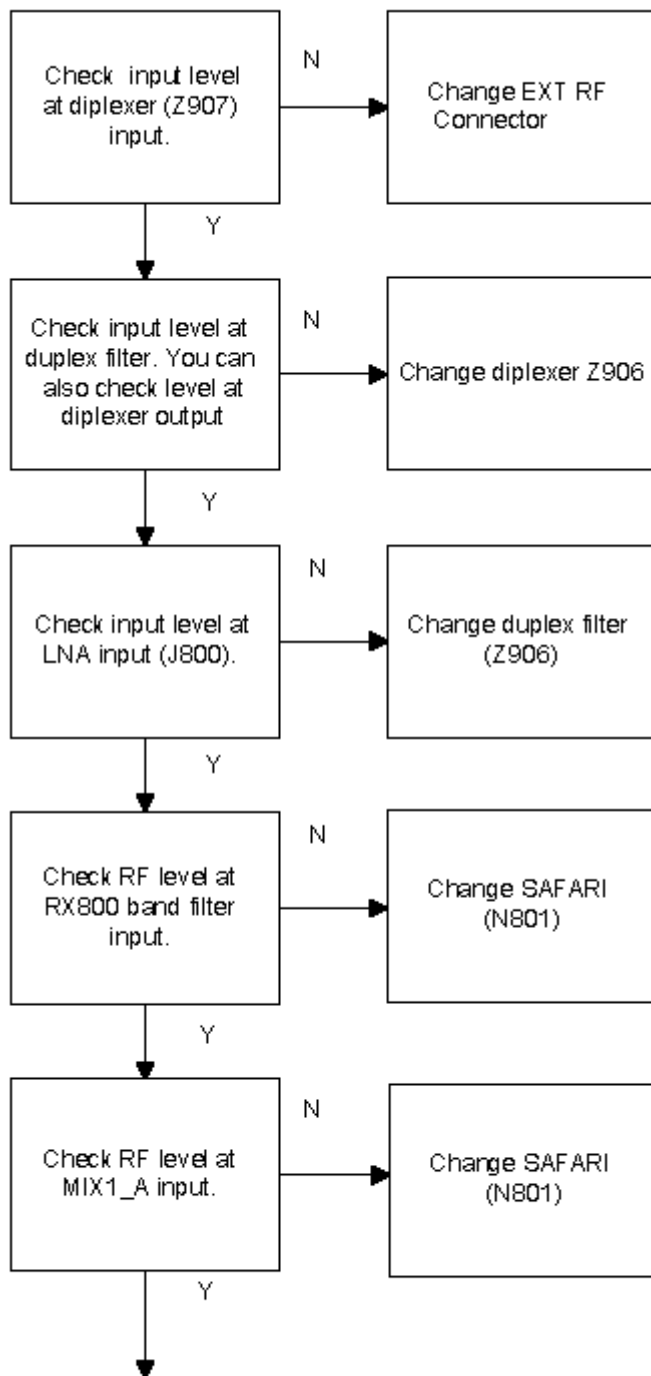 Check input level
at diplexer (Z907)
input.
N
Change EXT RF
Connector
Y
Check input level at
duplex filter. You can
also check level at
diplexer output
N
Change diplexer Z906
Y
Check input level at
LNA input (J800).
N
Change duplex filter
(Z906)
Y
Check RF level at
RX800 band filter
input.
N
Change SAFARI
(N801)
Y
Check RF level at
MIX1_A input.
N
Change SAFARI
(N801)
Y